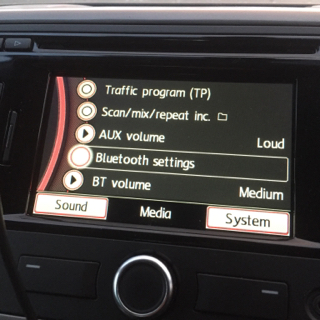 Traffic program (TP)
Scan/mix/repeat inc.
AUX volume Loud
Bluetooth settings
BT volume Medium
Sound Media System